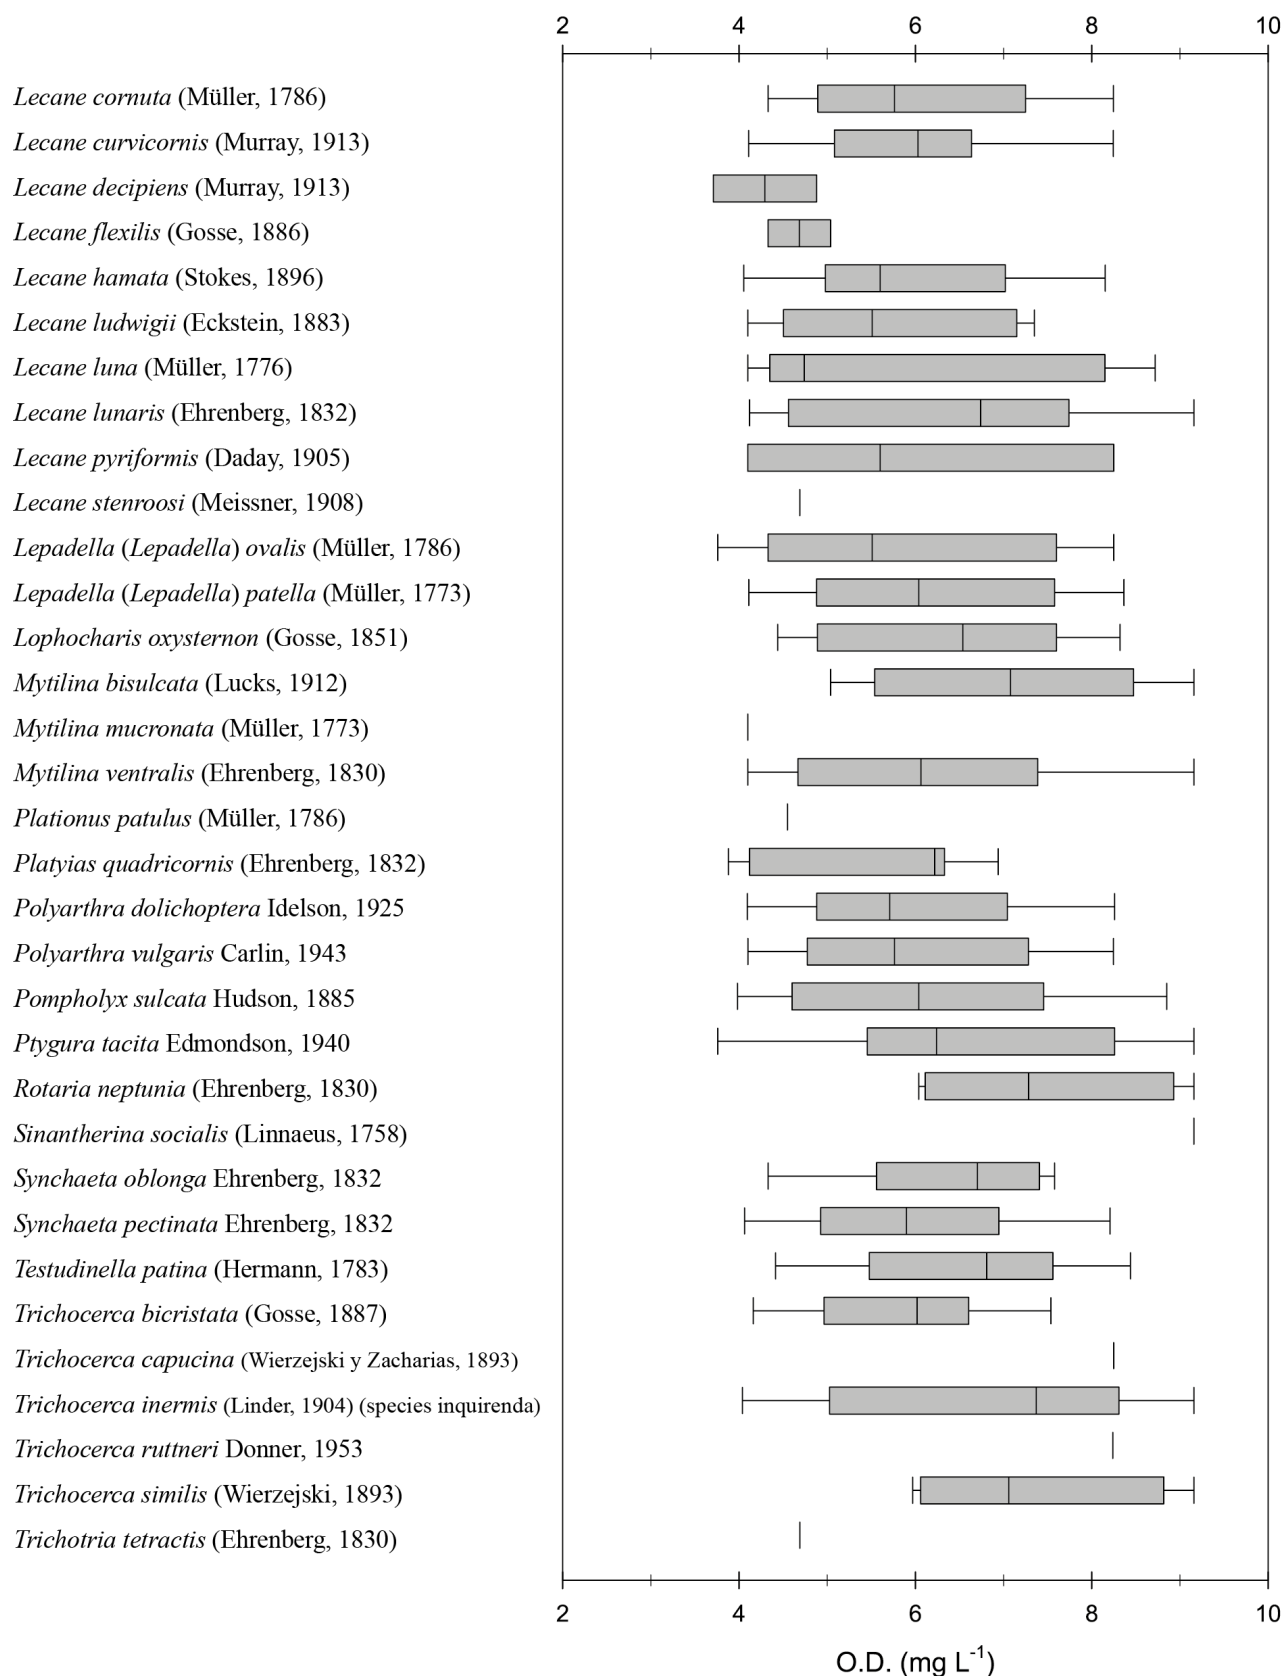 2 4 6 8 10
Lecane cornuta (Müller, 1786)
Lecane curvicornis (Murray, 1913)
Lecane decipiens (Murray, 1913)
Lecane flexilis (Gosse, 1886)
Lecane hamata (Stokes, 1896)
Lecane ludwigii (Eckstein, 1883)
Lecane luna (Müller, 1776)
Lecane lunaris (Ehrenberg, 1832)
Lecane pyriformis (Daday, 1905)
Lecane stenroosi (Meissner, 1908)
Lepadella (Lepadella) ovalis (Müller, 1786)
Lepadella (Lepadella) patella (Müller, 1773)
Lophocharis oxysternon (Gosse, 1851)
Mytilina bisulcata (Lucks, 1912)
Mytilina mucronata (Müller, 1773)
Mytilina ventralis (Ehrenberg, 1830)
Plationus patulus (Müller, 1786)
Platyias quadricornis (Ehrenberg, 1832)
Polyarthra dolichoptera Idelson, 1925
Polyarthra vulgaris Carlin, 1943
Pompholyx sulcata Hudson, 1885
Ptygura tacita Edmondson, 1940
Rotaria neptunia (Ehrenberg, 1830)
Sinantherina socialis (Linnaeus, 1758)
Synchaeta oblonga Ehrenberg, 1832
Synchaeta pectinata Ehrenberg, 1832
Testudinella patina (Hermann, 1783)
Trichocerca bicristata (Gosse, 1887)
Trichocerca capucina (Wierzejski y Zacharias, 1893)
Trichocerca inermis (Linder, 1904) (species inquirenda)
Trichocerca ruttneri Donner, 1953
Trichocerca similis (Wierzejski, 1893)
Trichotria tetractis (Ehrenberg, 1830)
2 4 6 8 10
O.D. (mg L⁻¹)